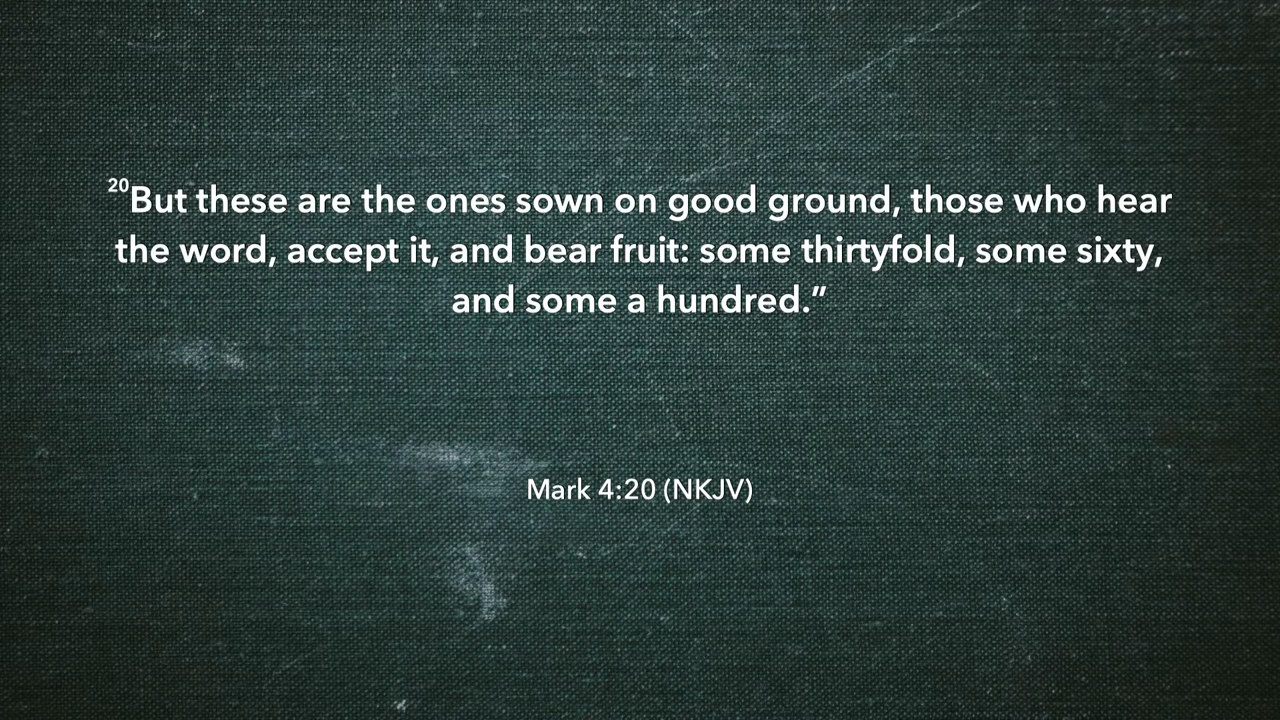 20But these are the ones sown on good ground, those who hear
the word, accept it, and bear fruit: some thirtyfold, some sixty,
and some a hundred.”
Mark 4:20 (NKJV)